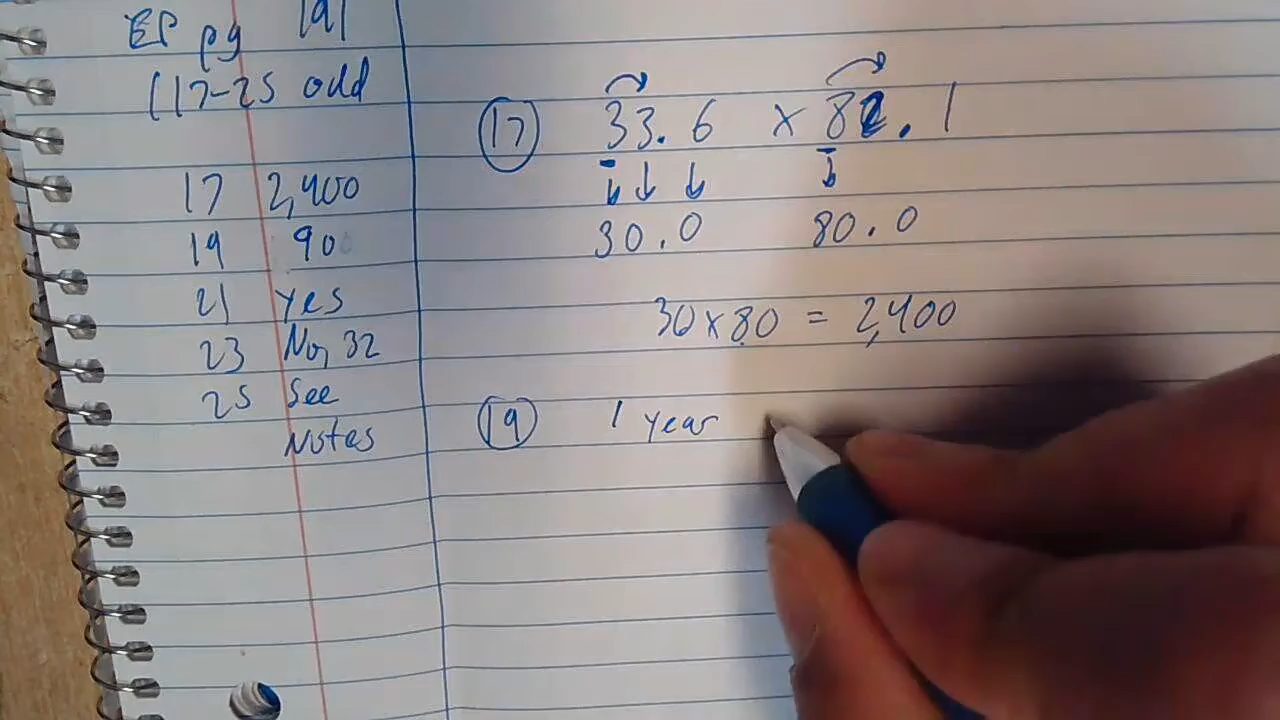 EP pg 191
(17-25 odd
17 2,400
19 90
21 yes
23 No, 32
25 See
Notes
17 33.6 x 82.1
30.0 80.0
30 x 80 = 2,400
19 1 year